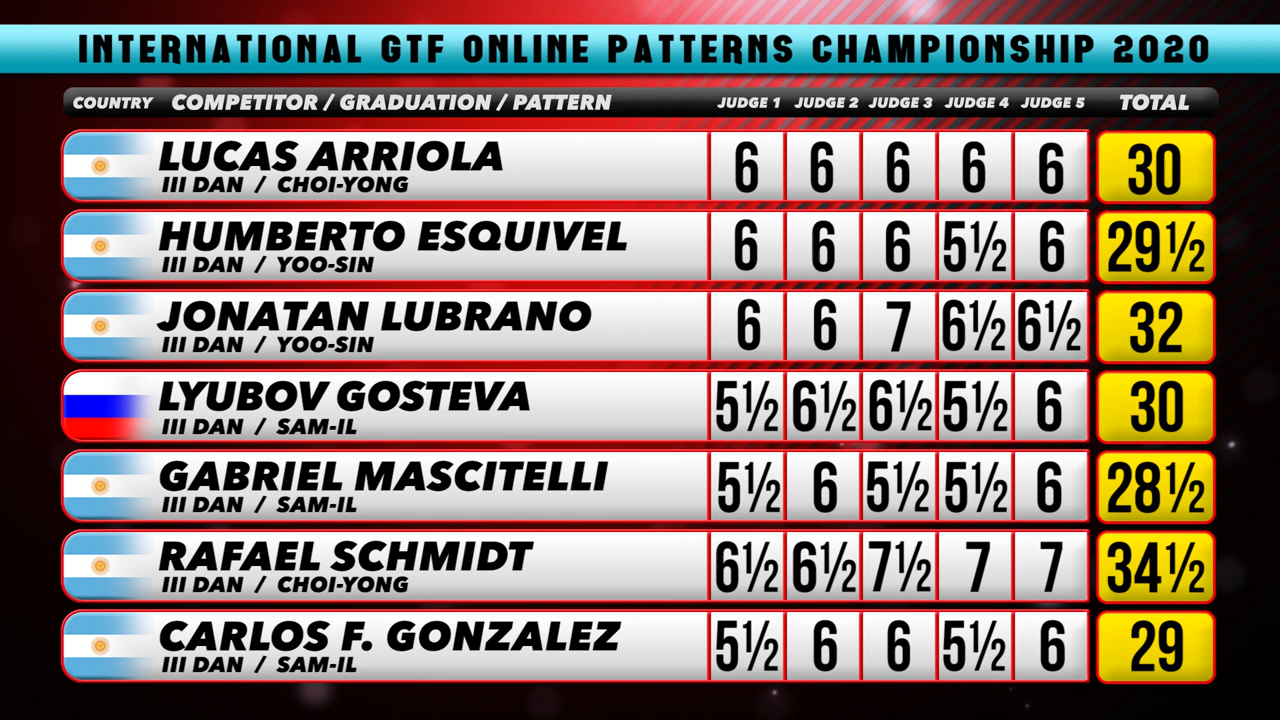 INTERNATIONAL GTF ONLINE PATTERNS CHAMPIONSHIP 2020
COUNTRY COMPETITOR / GRADUATION / PATTERN JUDGE 1 JUDGE 2 JUDGE 3 JUDGE 4 JUDGE 5 TOTAL
LUCAS ARRIOLA 6 6 6 6 6 30
III DAN / CHOI-YONG
HUMBERTO ESQUIVEL 6 6 6 5½ 6 29½
III DAN / YOO-SIN
JONATAN LUBRANO 6 6 7 6½ 6½ 32
III DAN / YOO-SIN
LYUBOV GOSTEVA 5½ 6½ 6½ 5½ 6 30
III DAN / SAM-IL
GABRIEL MASCITELLI 5½ 6 5½ 5½ 6 28½
III DAN / SAM-IL
RAFAEL SCHMIDT 6½ 6½ 7½ 7 7 34½
III DAN / CHOI-YONG
CARLOS F. GONZALEZ 5½ 6 6 5½ 6 29
III DAN / SAM-IL